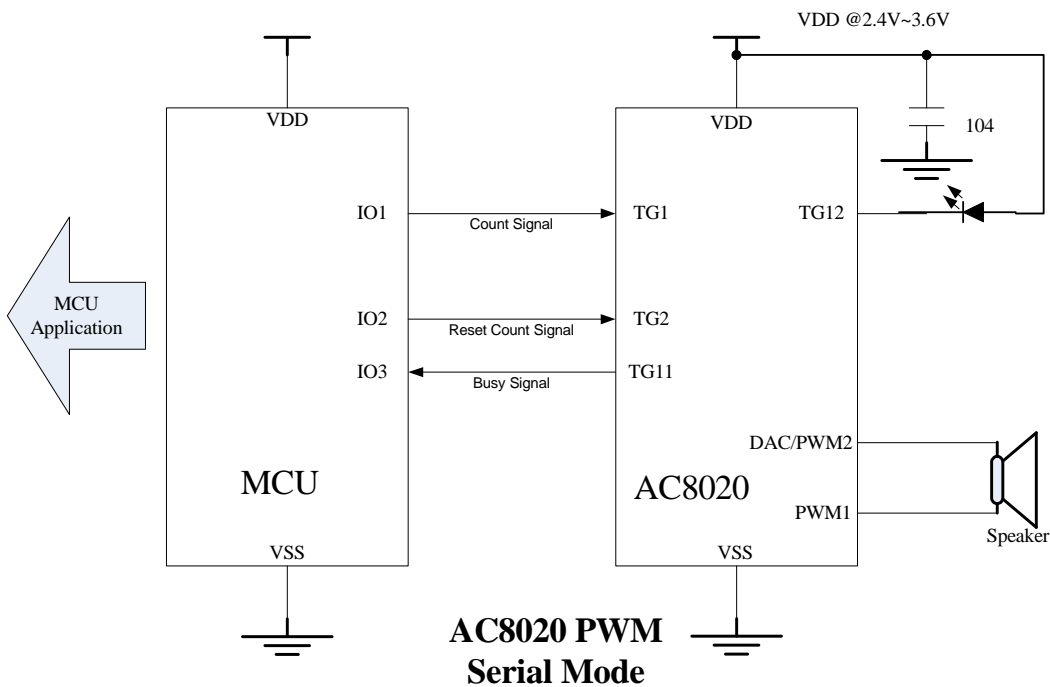 VDD @2.4V~3.6V
VDD
VDD
104
IO1
Count Signal
TG1
TG12
MCU
Application
IO2
Reset Count Signal
TG2
IO3
Busy Signal
TG11
DAC/PWM2
MCU
AC8020
PWM1
Speaker
VSS
VSS
AC8020 PWM
Serial Mode